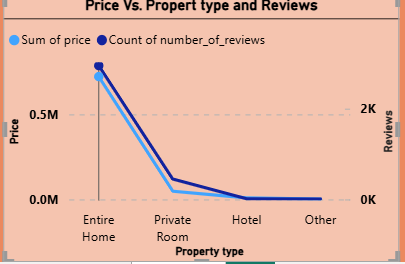 Price Vs. Propert type and Reviews
Sum of price Count of number_of_reviews
0.5M
0.0M
Price
2K
0K
Reviews
Entire Home
Private Room
Hotel
Other
Property type